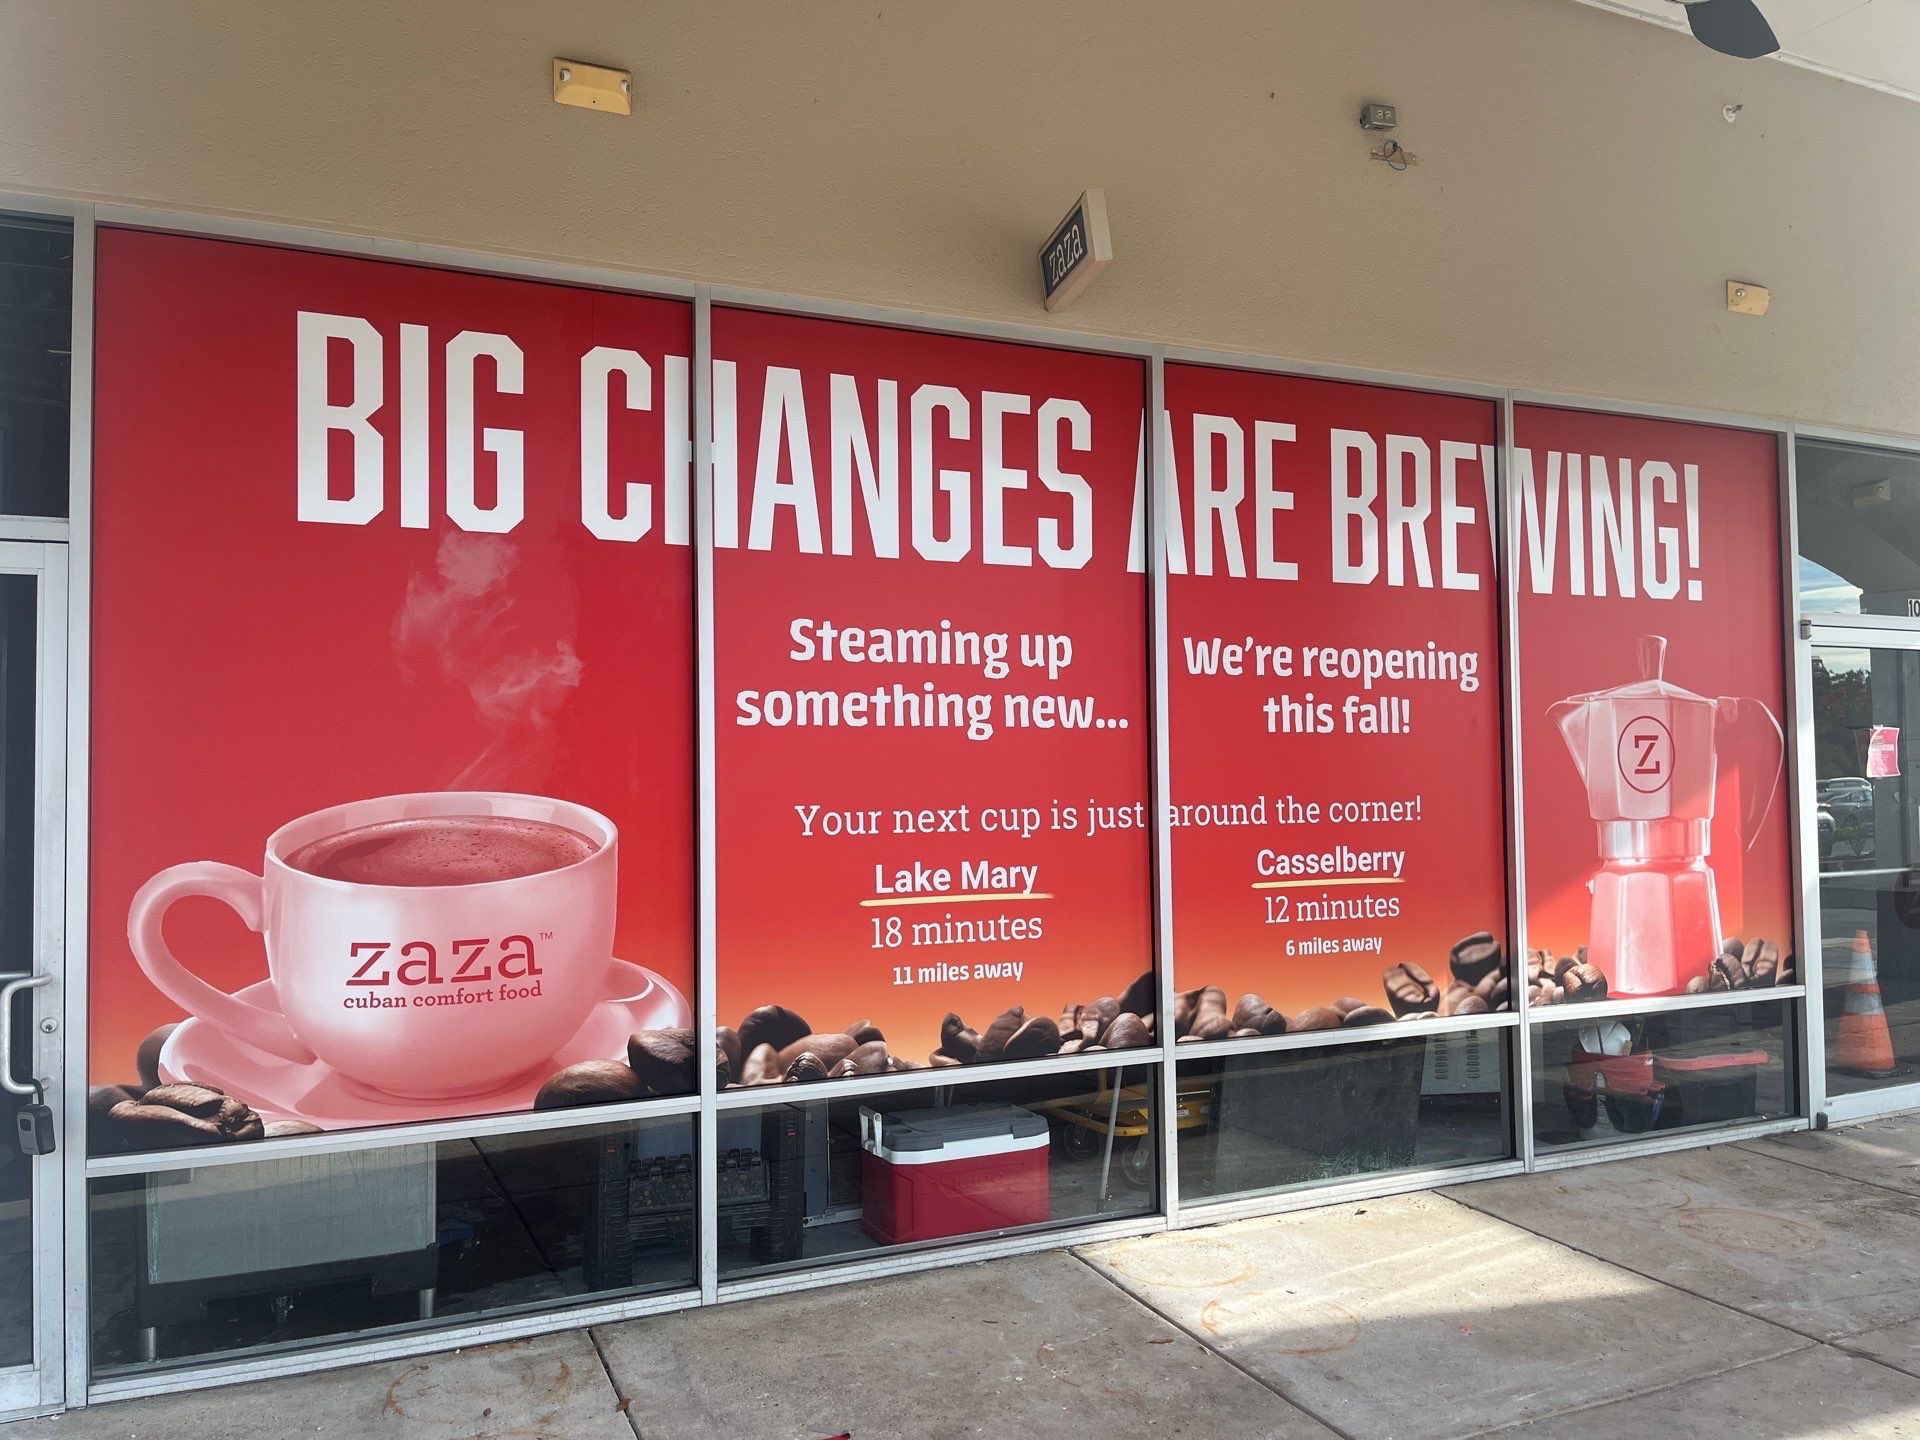 zaza
BIG CHANGES ARE BREWING!
Steaming up
something new...
We're reopening
this fall!
Your next cup is just around the corner!
Lake Mary
18 minutes
11 miles away
Casselberry
12 minutes
6 miles away
zaza™
cuban comfort food
Z
10